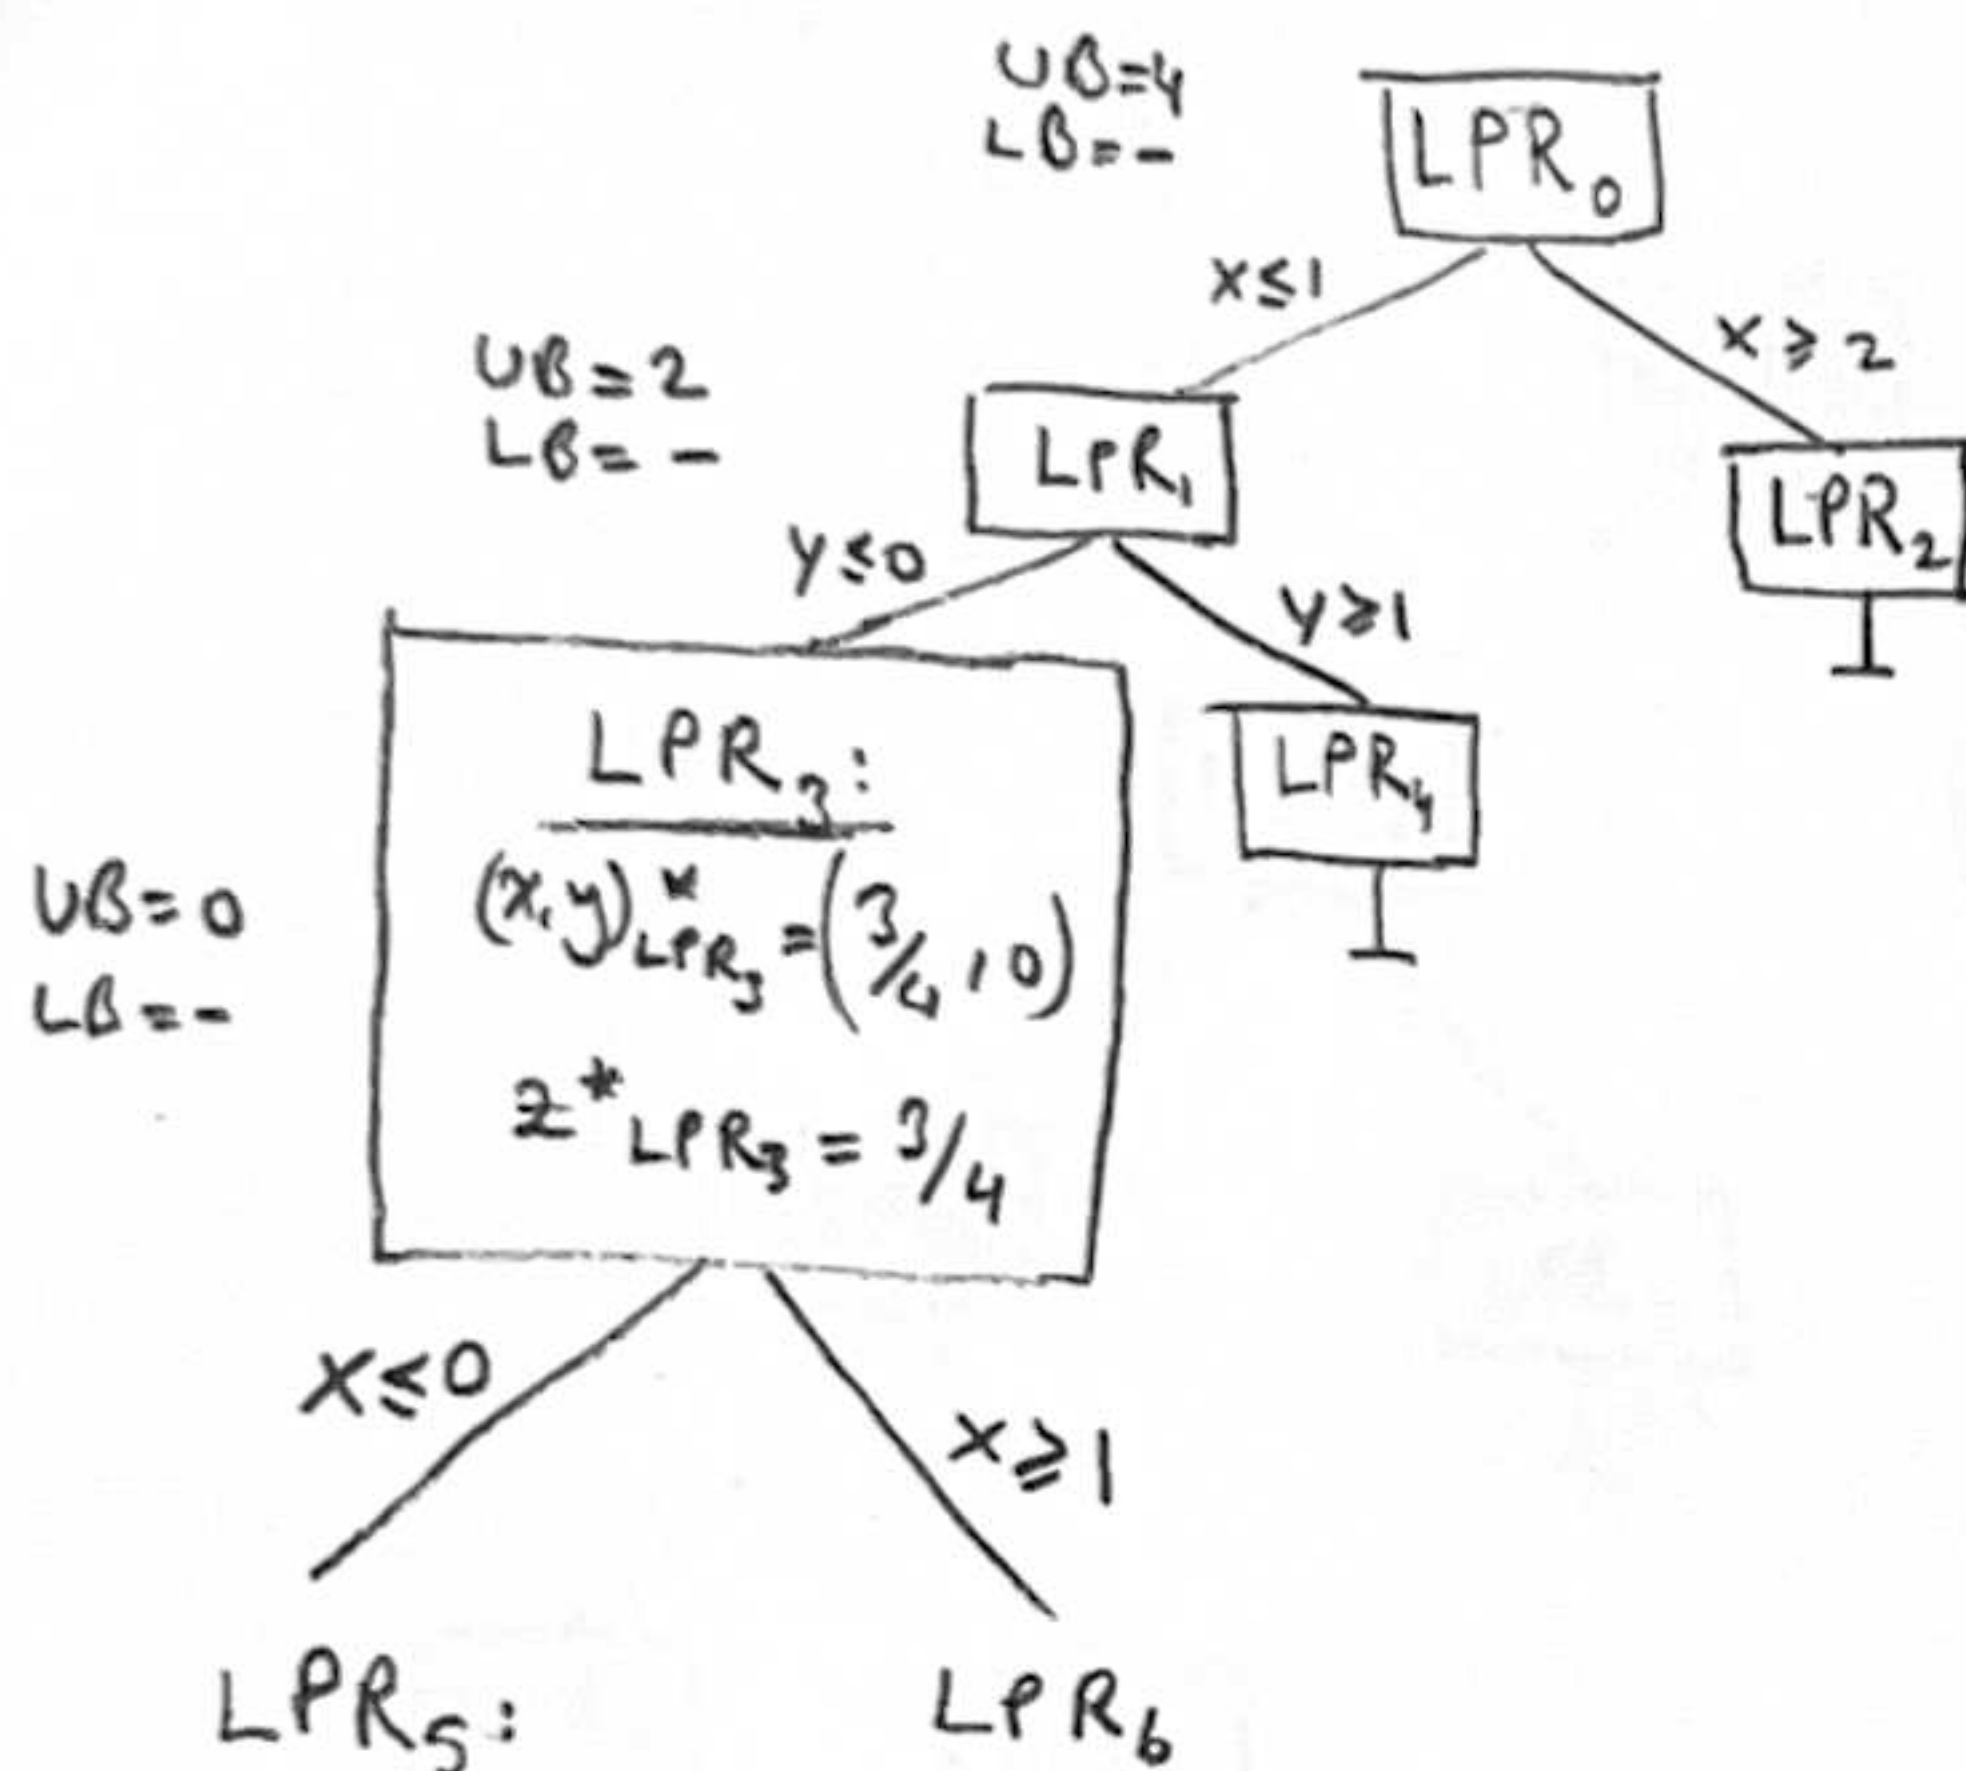 UB=4
LB=-
LPR0
x≤1
x≥2
UB=2
LB=-
LPR1
LPR2
y≤0
y≥1
LPR3:
LPR4
(x,y)*LPR3=(3/4,0)
UB=0
LB=-
z*LPR3=3/4
x≤0
x≥1
LPR5:
LPR6